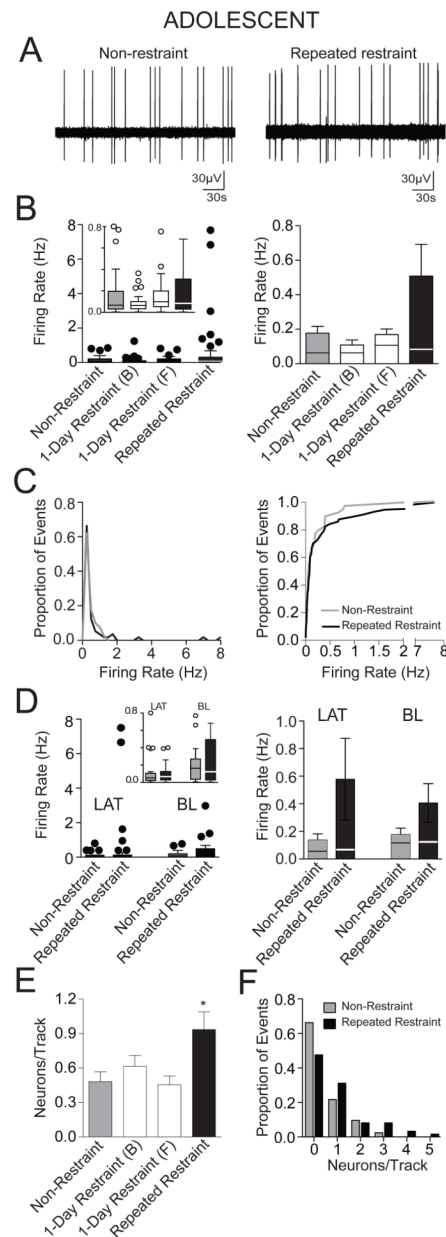 ADOLESCENT
A
Non-restraint
Repeated restraint
30µV
30s
30µV
30s
B
Firing Rate (Hz)
8
6
4
2
0
0.8
0
Non-Restraint
1-Day Restraint (B)
1-Day Restraint (F)
Repeated Restraint
Firing Rate (Hz)
0.8
0.6
0.4
0.2
0.0
Non-Restraint
1-Day Restraint (B)
1-Day Restraint (F)
Repeated Restraint
C
Proportion of Events
0.8
0.6
0.4
0.2
0.0
0 2 4 6 8
Firing Rate (Hz)
Proportion of Events
1.0
0.8
0.6
0.4
0.2
0.0
Non-Restraint
Repeated Restraint
0 0.5 1 1.5 2 7 8
Firing Rate (Hz)
D
Firing Rate (Hz)
8
6
4
2
0
0.8
0.0
LAT BL
LAT BL
Non-Restraint
Repeated Restraint
Non-Restraint
Repeated Restraint
Firing Rate (Hz)
1.0
0.8
0.6
0.4
0.2
0.0
LAT BL
Non-Restraint
Repeated Restraint
Non-Restraint
Repeated Restraint
E
Neurons/Track
1.2
0.9
0.6
0.3
0.0
*
Non-Restraint
1-Day Restraint (B)
1-Day Restraint (F)
Repeated Restraint
F
Proportion of Events
0.8
0.6
0.4
0.2
0.0
Non-Restraint
Repeated Restraint
0 1 2 3 4 5
Neurons/Track